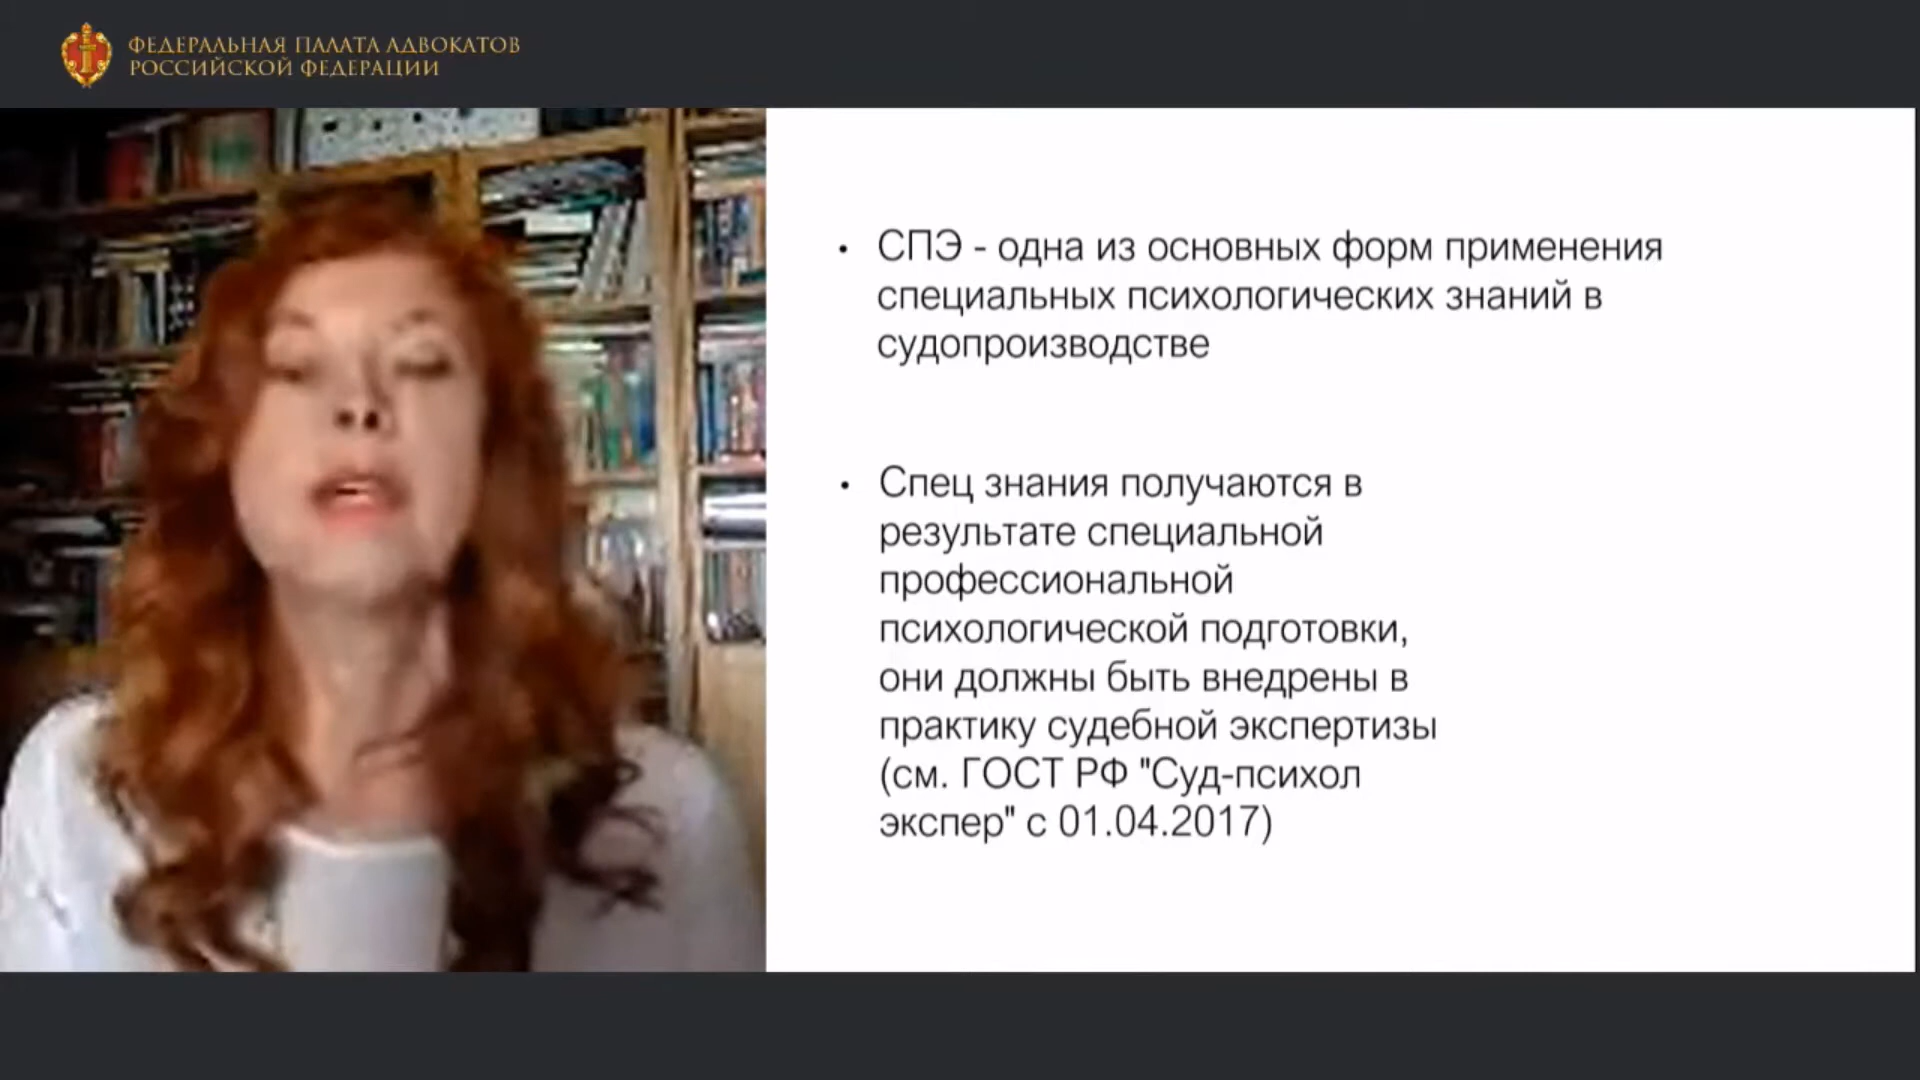 ФЕДЕРАЛЬНАЯ ПАЛАТА АДВОКАТОВ
РОССИЙСКОЙ ФЕДЕРАЦИИ
• СПЭ - одна из основных форм применения
специальных психологических знаний в
судопроизводстве
• Спец знания получаются в
результате специальной
профессиональной
психологической подготовки,
они должны быть внедрены в
практику судебной экспертизы
(см. ГОСТ РФ "Суд-психол
экспер" с 01.04.2017)